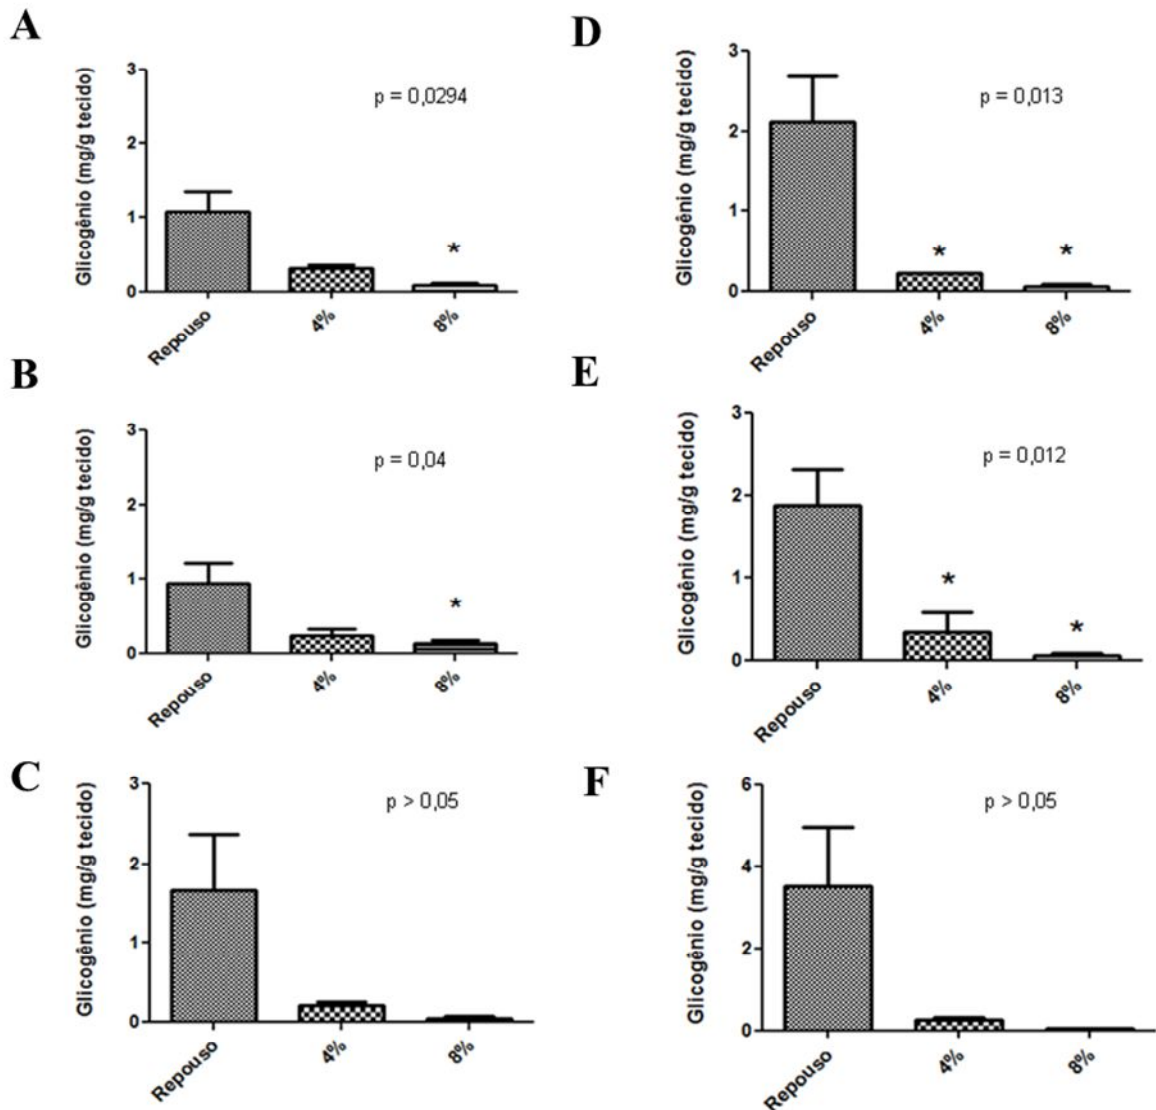 A
Glicogênio (mg/g tecido)
3
2
1
0
p = 0,0294
*
Repouso
4%
8%
D
Glicogênio (mg/g tecido)
3
2
1
0
p = 0,013
*
*
Repouso
4%
8%
B
Glicogênio (mg/g tecido)
3
2
1
0
p = 0,04
*
Repouso
4%
8%
E
Glicogênio (mg/g tecido)
3
2
1
0
p = 0,012
*
*
Repouso
4%
8%
C
Glicogênio (mg/g tecido)
3
2
1
0
p > 0,05
Repouso
4%
8%
F
Glicogênio (mg/g tecido)
6
4
2
0
p > 0,05
Repouso
4%
8%